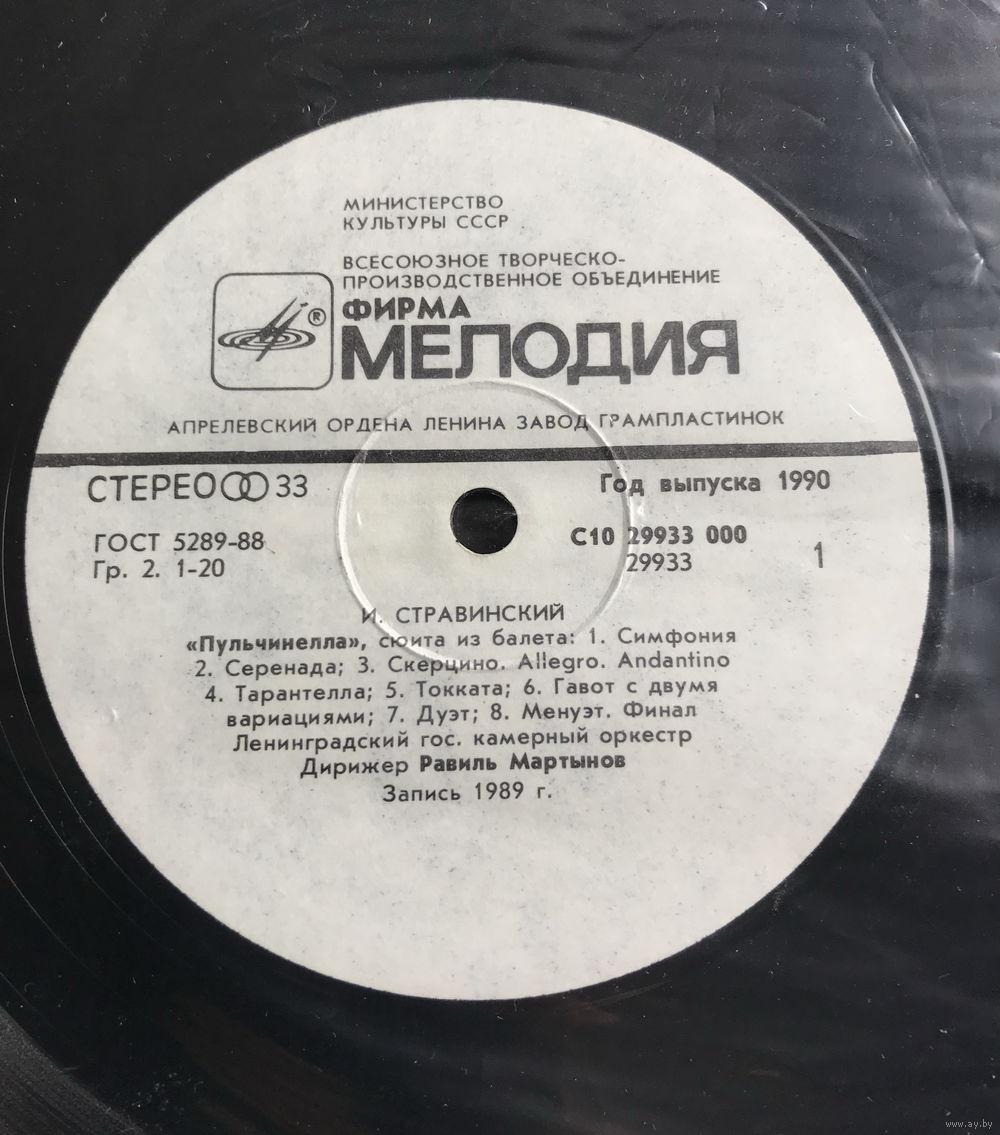 МИНИСТЕРСТВО
КУЛЬТУРЫ СССР
ВСЕСОЮЗНОЕ ТВОРЧЕСКО-
ПРОИЗВОДСТВЕННОЕ ОБЪЕДИНЕНИЕ
ФИРМА
®
МЕЛОДИЯ
АПРЕЛЕВСКИЙ ОРДЕНА ЛЕНИНА ЗАВОД ГРАМПЛАСТИНОК
СТЕРЕО 33
Год выпуска 1990
ГОСТ 5289-88
Гр. 2. 1-20
С10 29933 000
29933
1
И. СТРАВИНСКИЙ
«Пульчинелла», сюита из балета: 1. Симфония
2. Серенада; 3. Скерцино. Allegro. Andantino
4. Тарантелла; 5. Токката; 6. Гавот с двумя
вариациями; 7. Дуэт; 8. Менуэт. Финал
Ленинградский гос. камерный оркестр
Дирижер Равиль Мартынов
Запись 1989 г.
www.ay.by